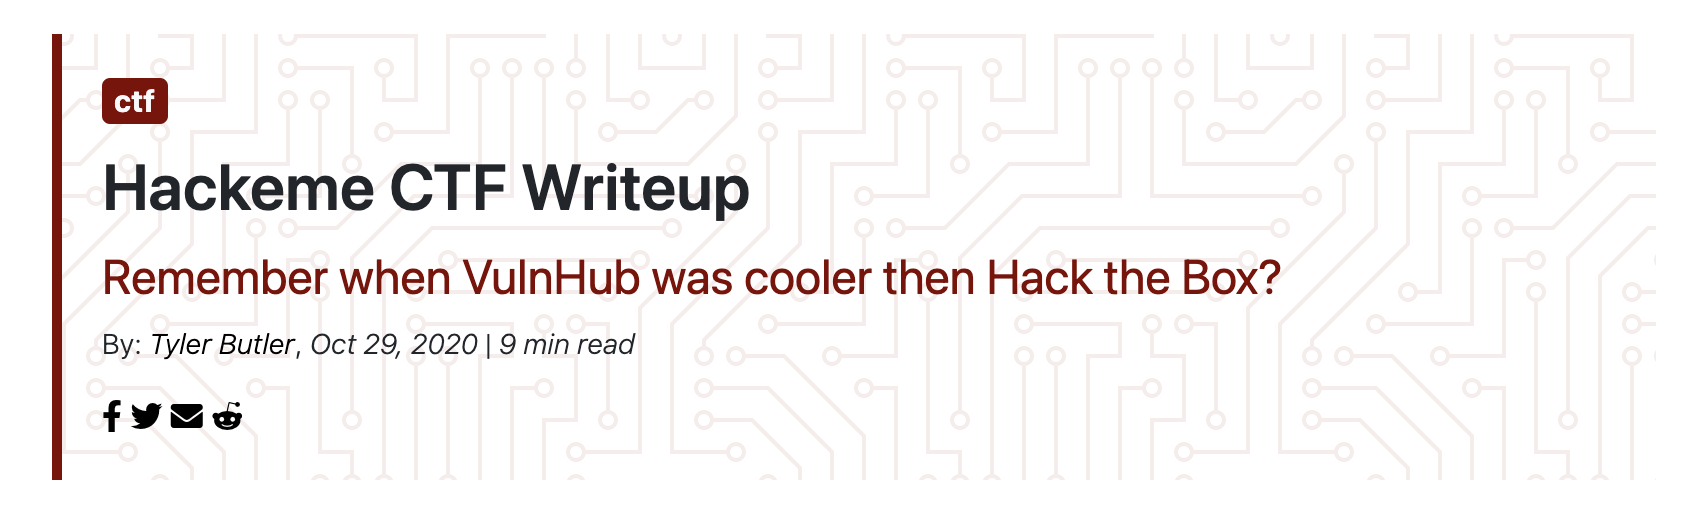 ctf
Hackeme CTF Writeup
Remember when VulnHub was cooler then Hack the Box?
By: Tyler Butler, Oct 29, 2020 | 9 min read